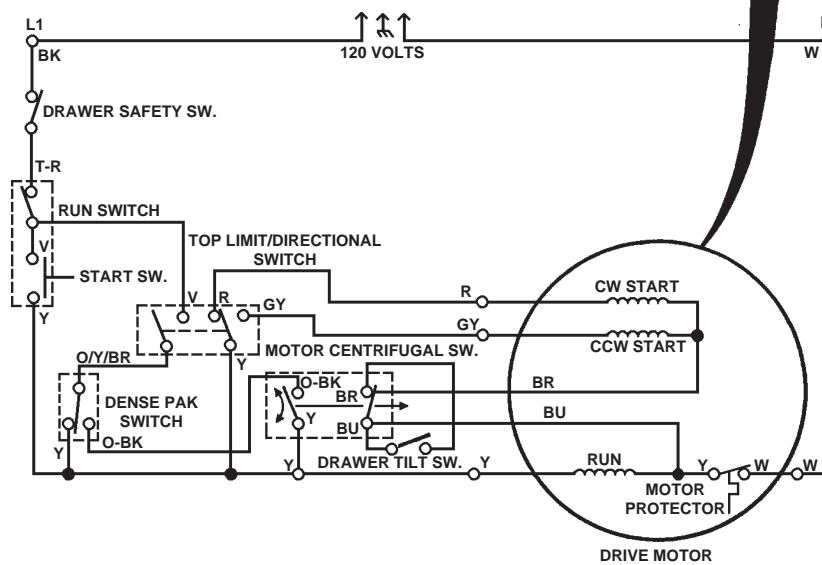 L1
BK
120 VOLTS
W
DRAWER SAFETY SW.
T-R
RUN SWITCH
V
START SW.
Y
TOP LIMIT/DIRECTIONAL
SWITCH
V
R
GY
Y
R
CW START
GY
CCW START
O/Y/BR
MOTOR CENTRIFUGAL SW.
O-BK
BR
Y
BU
BR
BU
DENSE PAK
SWITCH
Y
O-BK
DRAWER TILT SW.
Y
Y
RUN
Y
W
W
MOTOR
PROTECTOR
DRIVE MOTOR